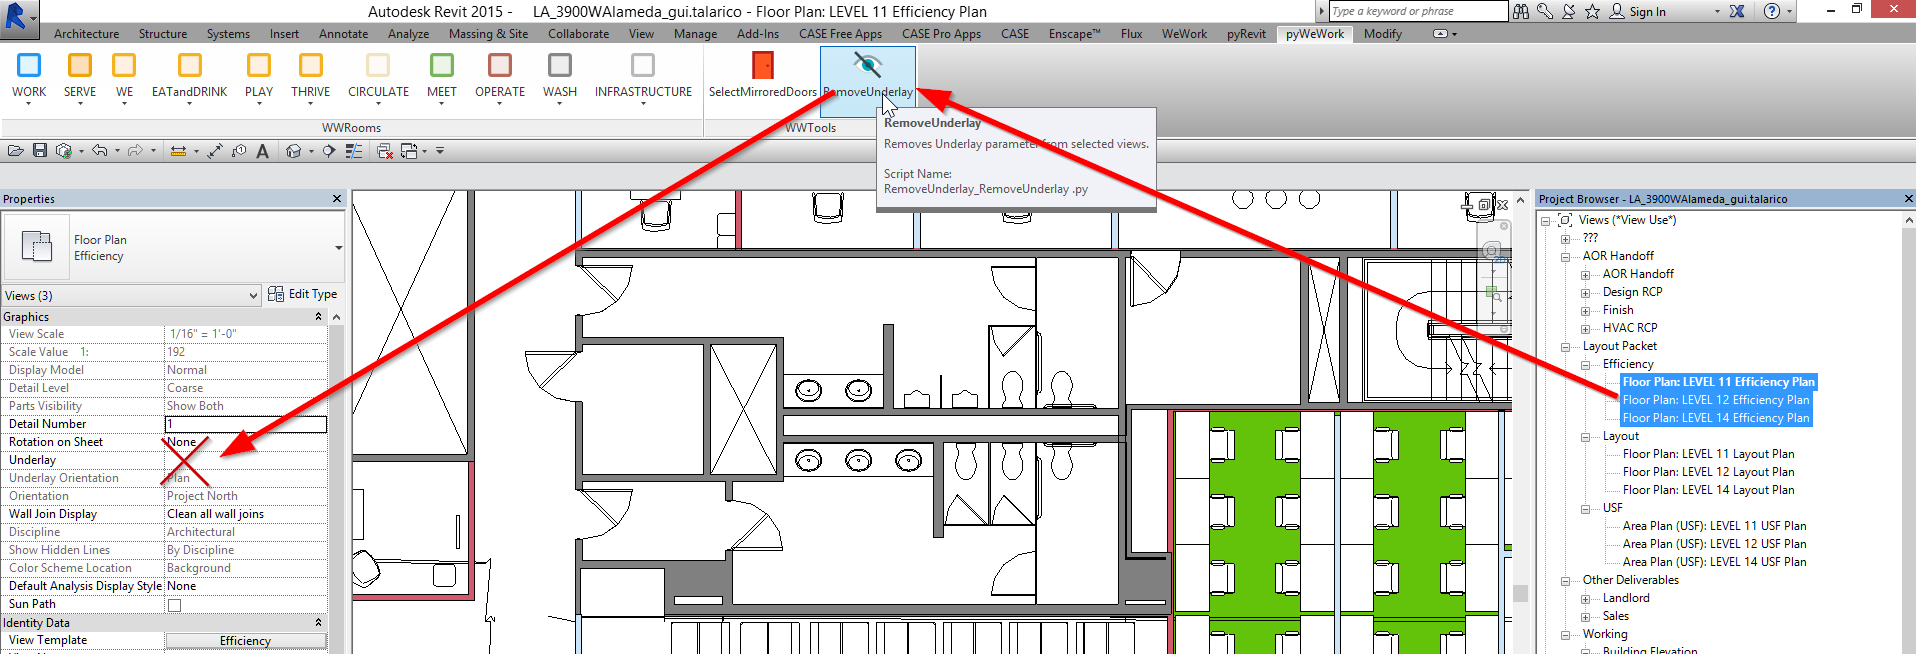 Autodesk Revit 2015 - LA_3900WAlameda_gui.talarico - Floor Plan: LEVEL 11 Efficiency Plan
Type a keyword or phrase
Sign In
Architecture Structure Systems Insert Annotate Analyze Massing & Site Collaborate View Manage Add-Ins CASE Free Apps CASE Pro Apps CASE Enscape™ Flux WeWork pyRevit pyWeWork Modify
WORK SERVE WE EATandDRINK PLAY THRIVE CIRCULATE MEET OPERATE WASH INFRASTRUCTURE SelectMirroredDoors RemoveUnderlay
WWRooms WWTools
RemoveUnderlay
Removes Underlay parameter from selected views.
Script Name:
RemoveUnderlay_RemoveUnderlay .py
Properties
Floor Plan
Efficiency
Views (3) Edit Type
Graphics
View Scale 1/16" = 1'-0"
Scale Value 1: 192
Display Model Normal
Detail Level Coarse
Parts Visibility Show Both
Detail Number 1
Rotation on Sheet None
Underlay
Underlay Orientation Plan
Orientation Project North
Wall Join Display Clean all wall joins
Discipline Architectural
Show Hidden Lines By Discipline
Color Scheme Location Background
Default Analysis Display Style None
Sun Path
Identity Data
View Template Efficiency
Project Browser - LA_3900WAlameda_gui.talarico
Views (*View Use*)
???
AOR Handoff
AOR Handoff
Design RCP
Finish
HVAC RCP
Layout Packet
Efficiency
Floor Plan: LEVEL 11 Efficiency Plan
Floor Plan: LEVEL 12 Efficiency Plan
Floor Plan: LEVEL 14 Efficiency Plan
Layout
Floor Plan: LEVEL 11 Layout Plan
Floor Plan: LEVEL 12 Layout Plan
Floor Plan: LEVEL 14 Layout Plan
USF
Area Plan (USF): LEVEL 11 USF Plan
Area Plan (USF): LEVEL 12 USF Plan
Area Plan (USF): LEVEL 14 USF Plan
Other Deliverables
Landlord
Sales
Working
Building Elevation